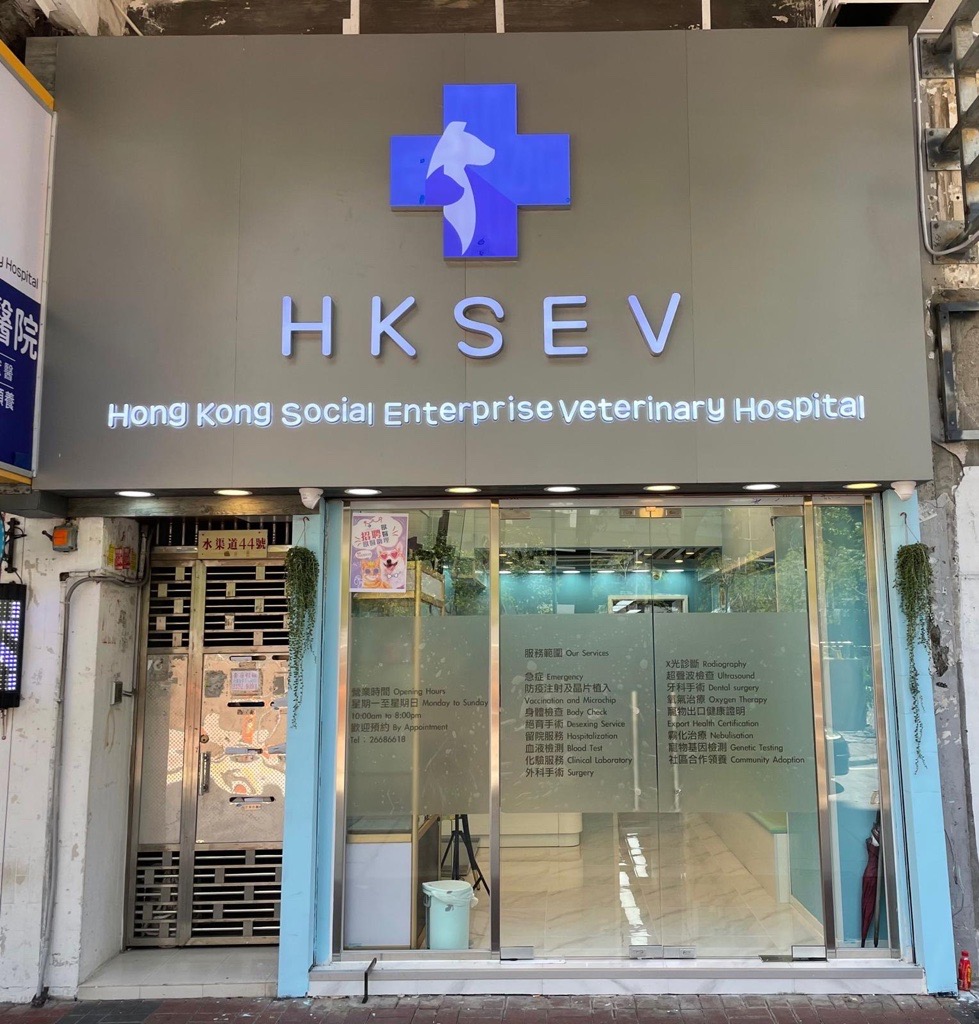 HKSEV
Hong Kong Social Enterprise Veterinary Hospital
y Hospital
醫院
醫
養
水渠道44號
招聘
營業時間 Opening Hours
星期一至星期日 Monday to Sunday
10:00am to 8:00pm
歡迎預約 By Appointment
Tel : 26686618
服務範圍 Our Services
急症 Emergency
防疫注射及晶片植入
Vaccination and Microchip
身體檢查 Body Check
絕育手術 Desexing Service
留院服務 Hospitalization
血液檢測 Blood Test
化驗服務 Clinical Laboratory
外科手術 Surgery
X光診斷 Radiography
超聲波檢查 Ultrasound
牙科手術 Dental surgery
氧氣治療 Oxygen Therapy
寵物出口健康證明
Export Health Certification
霧化治療 Nebulisation
寵物基因檢測 Genetic Testing
社區合作領養 Community Adoption